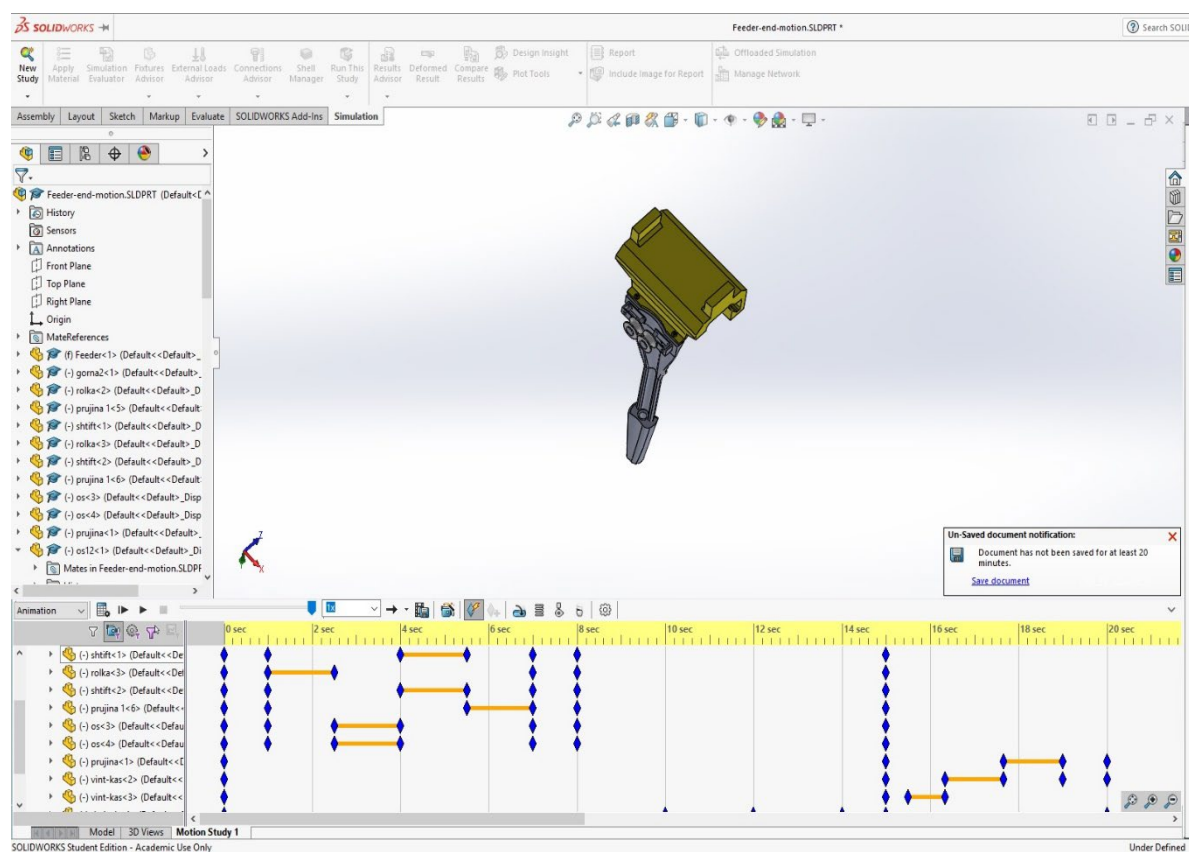 SOLIDWORKS
Feeder-end-motion.SLDPRT *
Search SOLI
New Study
Apply Material
Simulation Evaluator
Fixtures Advisor
External Loads Advisor
Connections Advisor
Shell Manager
Run This Study
Results Advisor
Deformed Result
Compare Results
Design Insight
Plot Tools
Report
Include Image for Report
Offloaded Simulation
Manage Network
Assembly Layout Sketch Markup Evaluate SOLIDWORKS Add-Ins Simulation
Feeder-end-motion.SLDPRT (Default<
History
Sensors
Annotations
Front Plane
Top Plane
Right Plane
Origin
MateReferences
(f) Feeder<1> (Default<<Default>_
(-) gorna2<1> (Default<<Default>_
(-) rolka<2> (Default<<Default>_D
(-) prujina 1<5> (Default<<Default
(-) shtift<1> (Default<<Default>_D
(-) rolka<3> (Default<<Default>_D
(-) shtift<2> (Default<<Default>_D
(-) prujina 1<6> (Default<<Default
(-) os<3> (Default<<Default>_Disp
(-) os<4> (Default<<Default>_Disp
(-) prujina<1> (Default<<Default>_
(-) os12<1> (Default<<Default>_Di
Mates in Feeder-end-motion.SLDPF
Z
X
Un-Saved document notification:
Document has not been saved for at least 20
minutes.
Save document
Animation
1x
0 sec 2 sec 4 sec 6 sec 8 sec 10 sec 12 sec 14 sec 16 sec 18 sec 20 sec
(-) shtift<1> (Default<<De
(-) rolka<3> (Default<<Def
(-) shtift<2> (Default<<De
(-) prujina 1<6> (Default<
(-) os<3> (Default<<Defau
(-) os<4> (Default<<Defau
(-) prujina<1> (Default<<
(-) vint-kas<2> (Default<<
(-) vint-kas<3> (Default<<
Model 3D Views Motion Study 1
SOLIDWORKS Student Edition - Academic Use Only
Under Defined